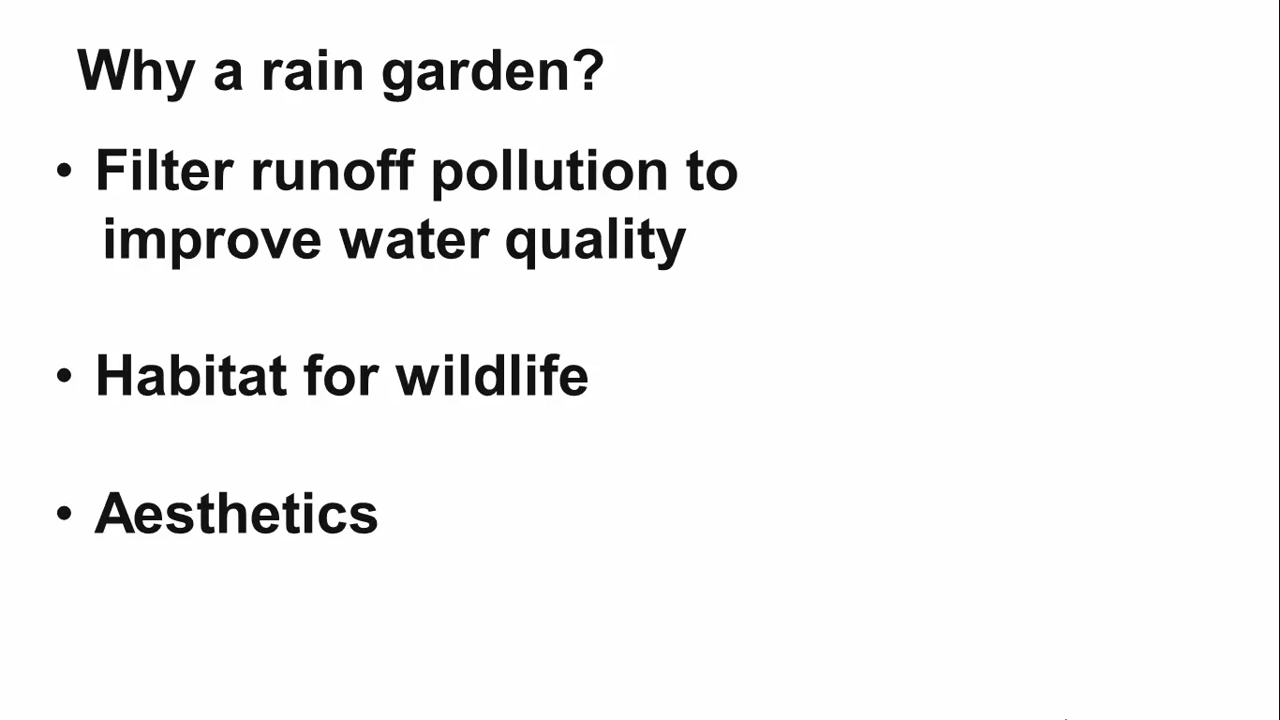 Why a rain garden?
• Filter runoff pollution to
improve water quality
• Habitat for wildlife
• Aesthetics